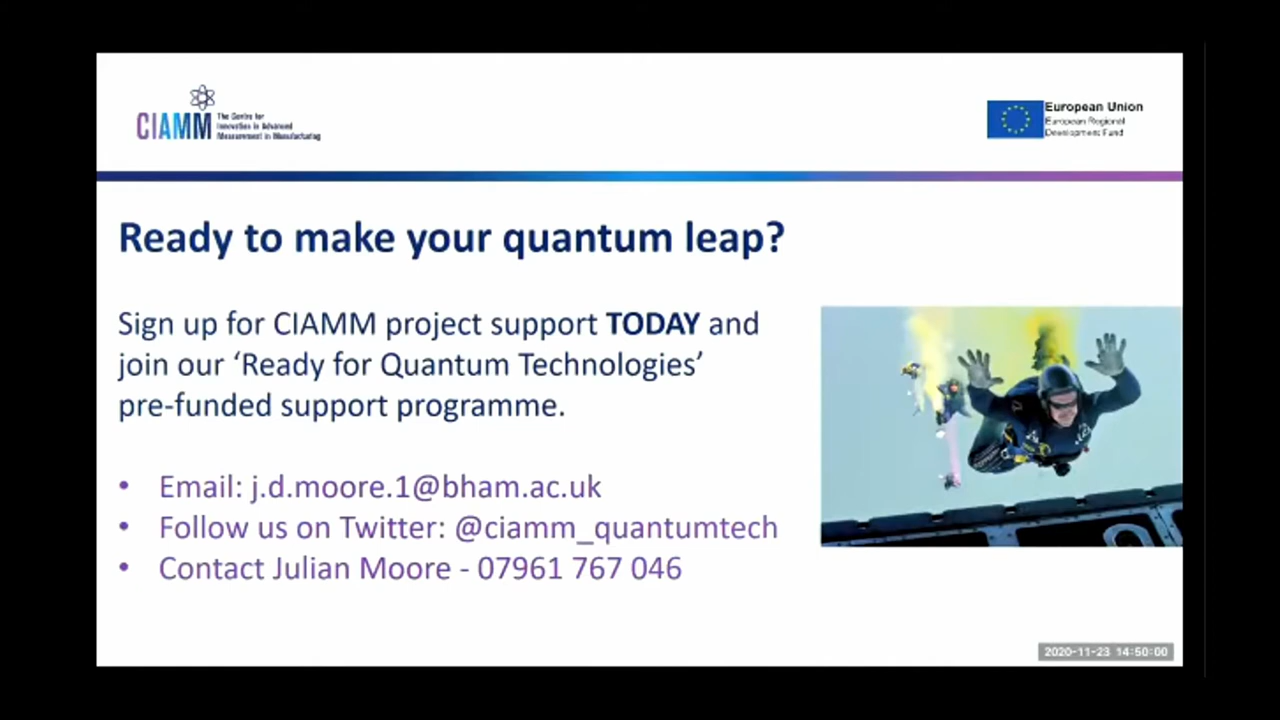 CIAMM
The Centre for
Innovation in Advanced
Measurement in Manufacturing
European Union
European Regional
Development Fund
Ready to make your quantum leap?
Sign up for CIAMM project support TODAY and
join our ‘Ready for Quantum Technologies’
pre-funded support programme.
• Email: j.d.moore.1@bham.ac.uk
• Follow us on Twitter: @ciamm_quantumtech
• Contact Julian Moore - 07961 767 046
2020-11-23 14:50:00